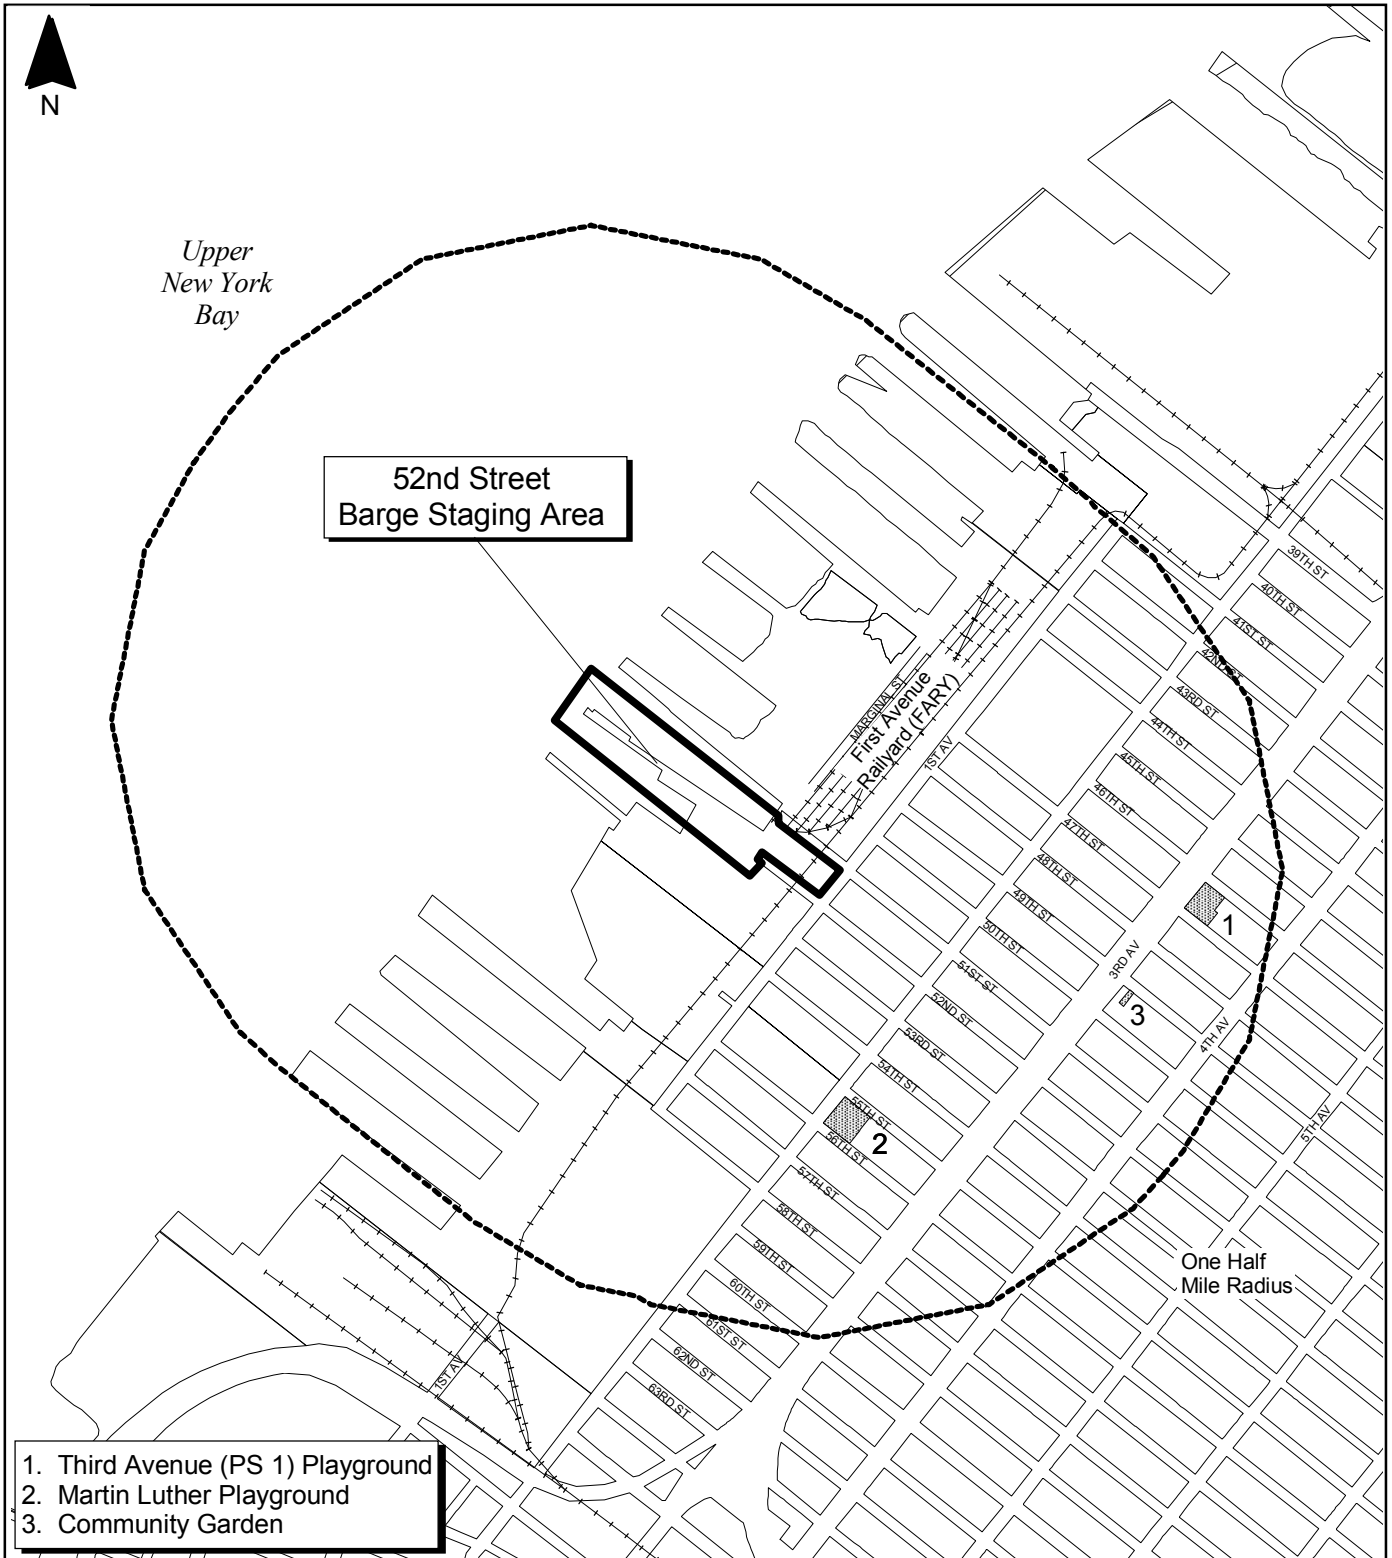 N
Upper
New York
Bay
52nd Street
Barge Staging Area
39TH ST
40TH ST
41ST ST
42ND ST
43RD ST
44TH ST
45TH ST
46TH ST
47TH ST
48TH ST
49TH ST
50TH ST
51ST ST
52ND ST
53RD ST
54TH ST
55TH ST
56TH ST
57TH ST
58TH ST
59TH ST
60TH ST
61ST ST
62ND ST
63RD ST
MARGINAL ST
First Avenue
Railyard (FARY)
1ST AV
3RD AV
4TH AV
5TH AV
1ST AV
1
3
2
One Half
Mile Radius
1. Third Avenue (PS 1) Playground
2. Martin Luther Playground
3. Community Garden